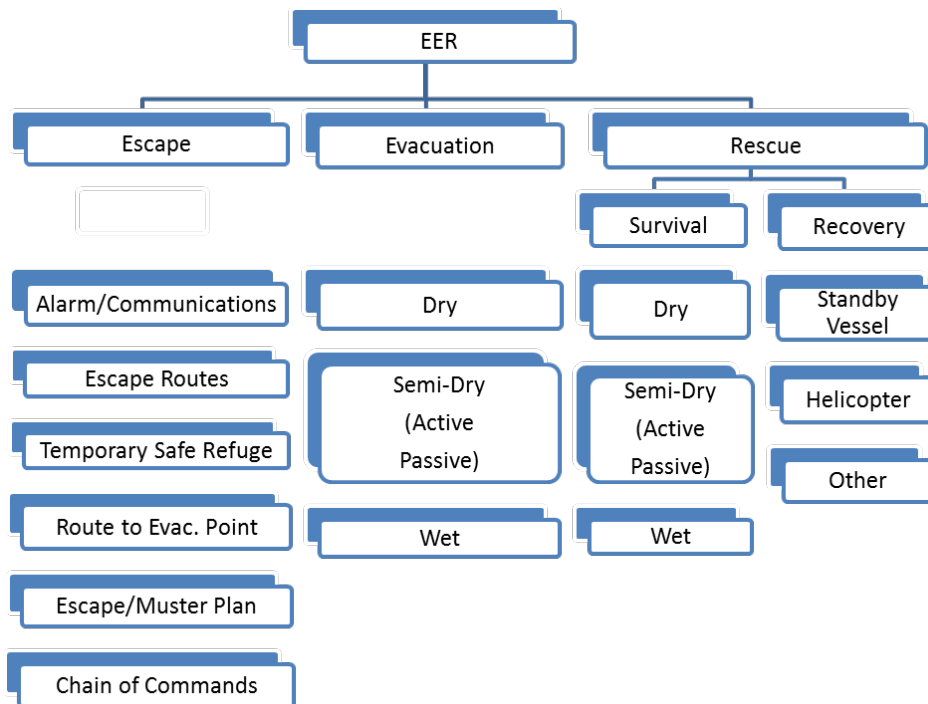 EER
Escape
Evacuation
Rescue
Survival
Recovery
Alarm/Communications
Dry
Dry
Standby
Vessel
Escape Routes
Semi-Dry
(Active
Passive)
Semi-Dry
(Active
Passive)
Helicopter
Temporary Safe Refuge
Other
Route to Evac. Point
Wet
Wet
Escape/Muster Plan
Chain of Commands